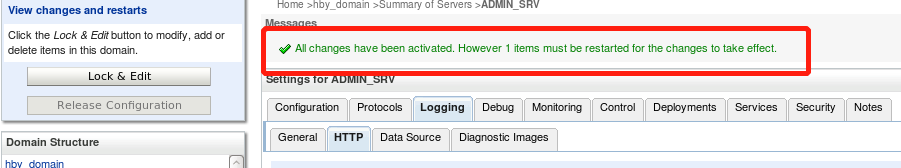 View changes and restarts
Click the Lock & Edit button to modify, add or
delete items in this domain.
Lock & Edit
Release Configuration
Domain Structure
hby_domain
Home >hby_domain >Summary of Servers >ADMIN_SRV
Messages
All changes have been activated. However 1 items must be restarted for the changes to take effect.
Settings for ADMIN_SRV
Configuration Protocols Logging Debug Monitoring Control Deployments Services Security Notes
General HTTP Data Source Diagnostic Images